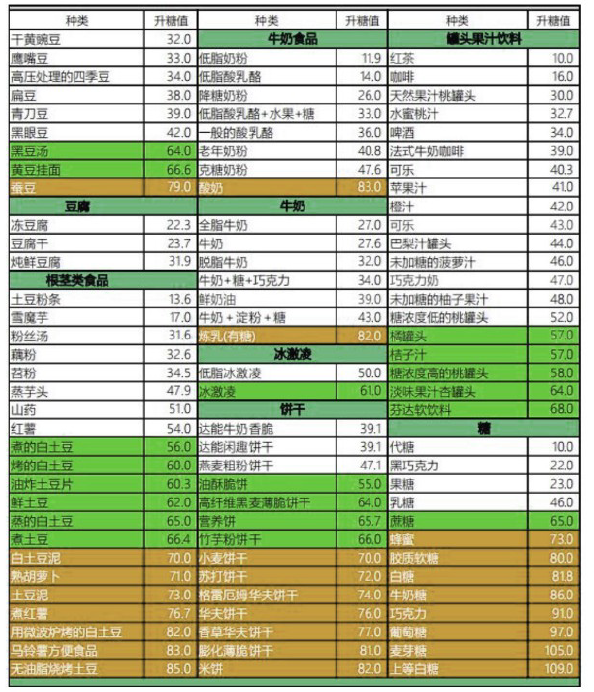 种类 升糖值 种类 升糖值 种类 升糖值
干黄豌豆 32.0 牛奶食品 罐头果汁饮料
鹰嘴豆 33.0 低脂奶粉 11.9 红茶 10.0
高压处理的四季豆 34.0 低脂酸乳酪 14.0 咖啡 16.0
扁豆 38.0 降糖奶粉 26.0 天然果汁桃罐头 30.0
青刀豆 39.0 低脂酸乳酪+水果+糖 33.0 水蜜桃汁 32.7
黑眼豆 42.0 一般的酸乳酪 36.0 啤酒 34.0
黑豆汤 64.0 老年奶粉 40.8 法式牛奶咖啡 39.0
黄豆挂面 66.6 克糖奶粉 47.6 可乐 40.3
蚕豆 79.0 酸奶 83.0 苹果汁 41.0
豆腐 牛奶 橙汁 42.0
冻豆腐 22.3 全脂牛奶 27.0 可乐 43.0
豆腐干 23.7 牛奶 27.6 巴梨汁罐头 44.0
炖鲜豆腐 31.9 脱脂牛奶 32.0 未加糖的菠萝汁 46.0
根茎类食品 牛奶+糖+巧克力 34.0 巧克力奶 47.0
土豆粉条 13.6 鲜奶油 39.0 未加糖的柚子果汁 48.0
雪魔芋 17.0 牛奶+淀粉+糖 43.0 糖浓度低的桃罐头 52.0
粉丝汤 31.6 炼乳(有糖) 82.0 橘罐头 57.0
藕粉 32.6 冰激凌 桔子汁 57.0
苕粉 34.5 低脂冰激凌 50.0 糖浓度高的桃罐头 58.0
蒸芋头 47.9 冰激凌 61.0 淡味果汁杏罐头 64.0
山药 51.0 饼干 芬达软饮料 68.0
红薯 54.0 达能牛奶香脆 39.1 糖
煮的白土豆 56.0 达能闲趣饼干 39.1 代糖 10.0
烤的白土豆 60.0 燕麦粗粉饼干 47.1 黑巧克力 22.0
油炸土豆片 60.3 油酥脆饼 55.0 果糖 23.0
鲜土豆 62.0 高纤维黑麦薄脆饼干 64.0 乳糖 46.0
蒸的白土豆 65.0 营养饼 65.7 蔗糖 65.0
煮土豆 66.4 竹芋粉饼干 66.0 蜂蜜 73.0
白土豆泥 70.0 小麦饼干 70.0 胶质软糖 80.0
熟胡萝卜 71.0 苏打饼干 72.0 白糖 81.8
土豆泥 73.0 格雷厄姆华夫饼干 74.0 牛奶糖 86.0
煮红薯 76.7 华夫饼干 76.0 巧克力 91.0
用微波炉烤的白土豆 82.0 香草华夫饼干 77.0 葡萄糖 97.0
马铃薯方便食品 83.0 膨化薄脆饼干 81.0 麦芽糖 105.0
无油脂烧烤土豆 85.0 米饼 82.0 上等白糖 109.0